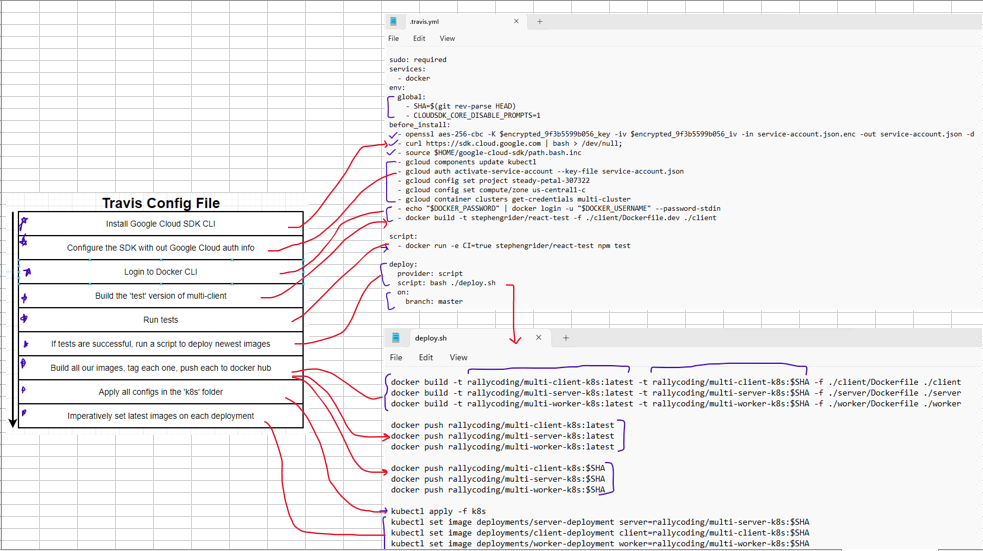 .travis.yml
File Edit View
sudo: required
services:
- docker
env:
global:
- SHA=$(git rev-parse HEAD)
- CLOUDSDK_CORE_DISABLE_PROMPTS=1
before_install:
- openssl aes-256-cbc -K $encrypted_9f3b5599b056_key -iv $encrypted_9f3b5599b056_iv -in service-account.json.enc -out service-account.json -d
- curl https://sdk.cloud.google.com | bash > /dev/null;
- source $HOME/google-cloud-sdk/path.bash.inc
- gcloud components update kubectl
- gcloud auth activate-service-account --key-file service-account.json
- gcloud config set project steady-petal-307322
- gcloud config set compute/zone us-central1-c
- gcloud container clusters get-credentials multi-cluster
- echo "$DOCKER_PASSWORD" | docker login -u "$DOCKER_USERNAME" --password-stdin
- docker build -t stephengrider/react-test -f ./client/Dockerfile.dev ./client
script:
- docker run -e CI=true stephengrider/react-test npm test
deploy:
provider: script
script: bash ./deploy.sh
on:
branch: master
Travis Config File
Install Google Cloud SDK CLI
Configure the SDK with out Google Cloud auth info
Login to Docker CLI
Build the 'test' version of multi-client
Run tests
If tests are successful, run a script to deploy newest images
Build all our images, tag each one, push each to docker hub
Apply all configs in the 'k8s' folder
Imperatively set latest images on each deployment
deploy.sh
File Edit View
docker build -t rallycoding/multi-client-k8s:latest -t rallycoding/multi-client-k8s:$SHA -f ./client/Dockerfile ./client
docker build -t rallycoding/multi-server-k8s:latest -t rallycoding/multi-server-k8s:$SHA -f ./server/Dockerfile ./server
docker build -t rallycoding/multi-worker-k8s:latest -t rallycoding/multi-worker-k8s:$SHA -f ./worker/Dockerfile ./worker
docker push rallycoding/multi-client-k8s:latest
docker push rallycoding/multi-server-k8s:latest
docker push rallycoding/multi-worker-k8s:latest
docker push rallycoding/multi-client-k8s:$SHA
docker push rallycoding/multi-server-k8s:$SHA
docker push rallycoding/multi-worker-k8s:$SHA
kubectl apply -f k8s
kubectl set image deployments/server-deployment server=rallycoding/multi-server-k8s:$SHA
kubectl set image deployments/client-deployment client=rallycoding/multi-client-k8s:$SHA
kubectl set image deployments/worker-deployment worker=rallycoding/multi-worker-k8s:$SHA